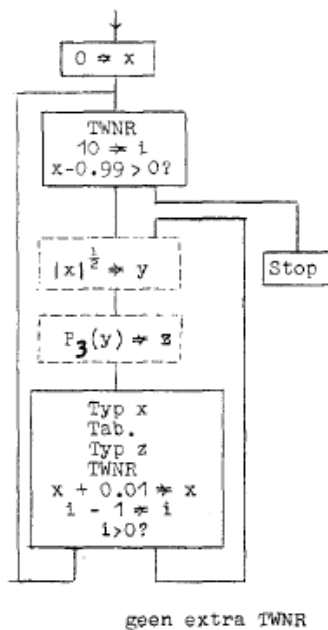 0 ⇒ x
TWNR
10 ⇒ i
x-0.99 > 0?
|x|^½ ⇒ y
Stop
P₃(y) ⇒ z
Typ x
Tab.
Typ z
TWNR
x + 0.01 ⇒ x
i - 1 ⇒ i
i>0?
geen extra TWNR